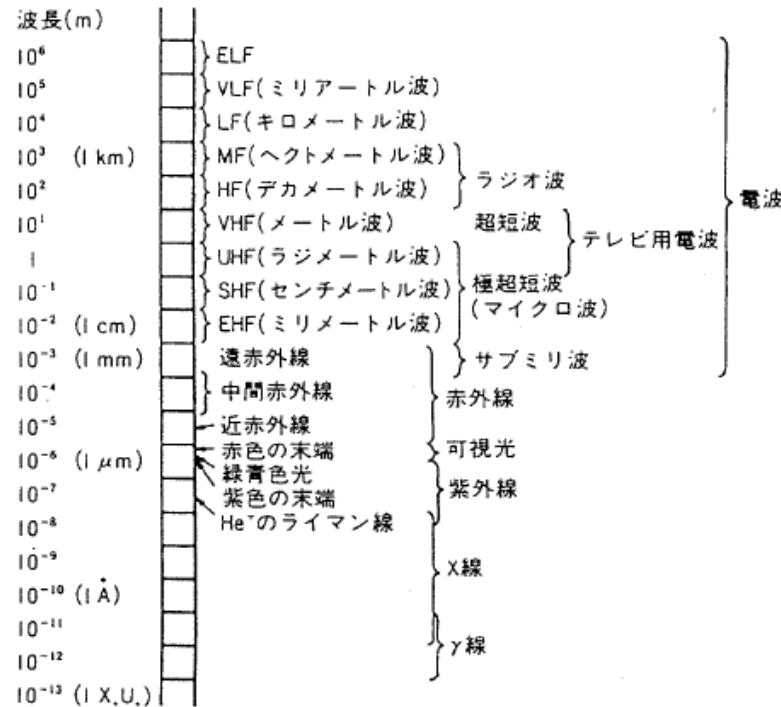 波長(m)
10⁶ ELF
10⁵ VLF(ミリアートル波)
10⁴ LF(キロメートル波)
10³ (1 km) MF(ヘクトメートル波)
ラジオ波
10² HF(デカメートル波)
電波
10¹ VHF(メートル波) 超短波
テレビ用電波
1 UHF(ラジメートル波)
10⁻¹ SHF(センチメートル波) 極超短波
(マイクロ波)
10⁻² (1 cm) EHF(ミリメートル波)
10⁻³ (1 mm) 遠赤外線 サブミリ波
10⁻⁴ 中間赤外線 赤外線
10⁻⁵ 近赤外線
赤色の末端 可視光
10⁻⁶ (1 μm) 緑青色光
10⁻⁷ 紫色の末端 紫外線
10⁻⁸ He⁺のライマン線
10⁻⁹ X線
10⁻¹⁰ (1 Å)
10⁻¹¹
γ線
10⁻¹²
10⁻¹³ (1 X.U.)